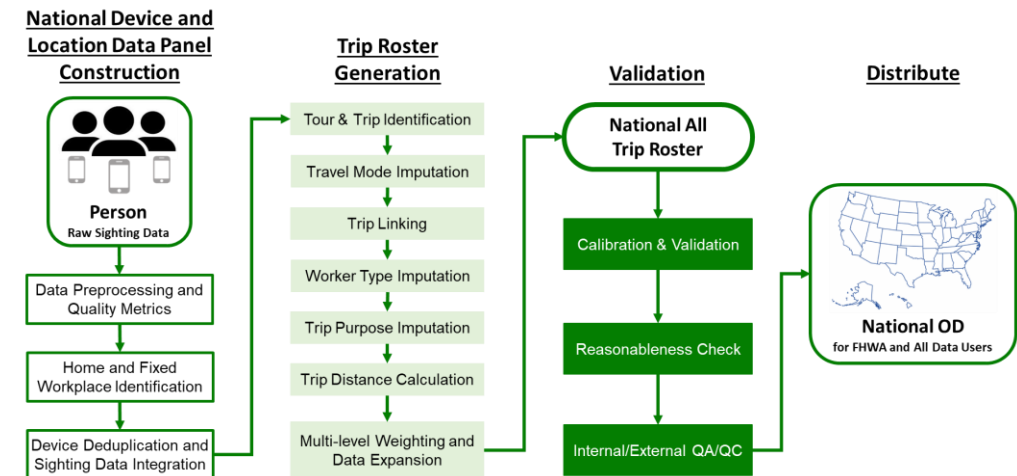 National Device and
Location Data Panel
Construction
Person
Raw Sighting Data
Data Preprocessing and
Quality Metrics
Home and Fixed
Workplace Identification
Device Deduplication and
Sighting Data Integration
Trip Roster
Generation
Tour & Trip Identification
Travel Mode Imputation
Trip Linking
Worker Type Imputation
Trip Purpose Imputation
Trip Distance Calculation
Multi-level Weighting and
Data Expansion
Validation
National All
Trip Roster
Calibration & Validation
Reasonableness Check
Internal/External QA/QC
Distribute
National OD
for FHWA and All Data Users